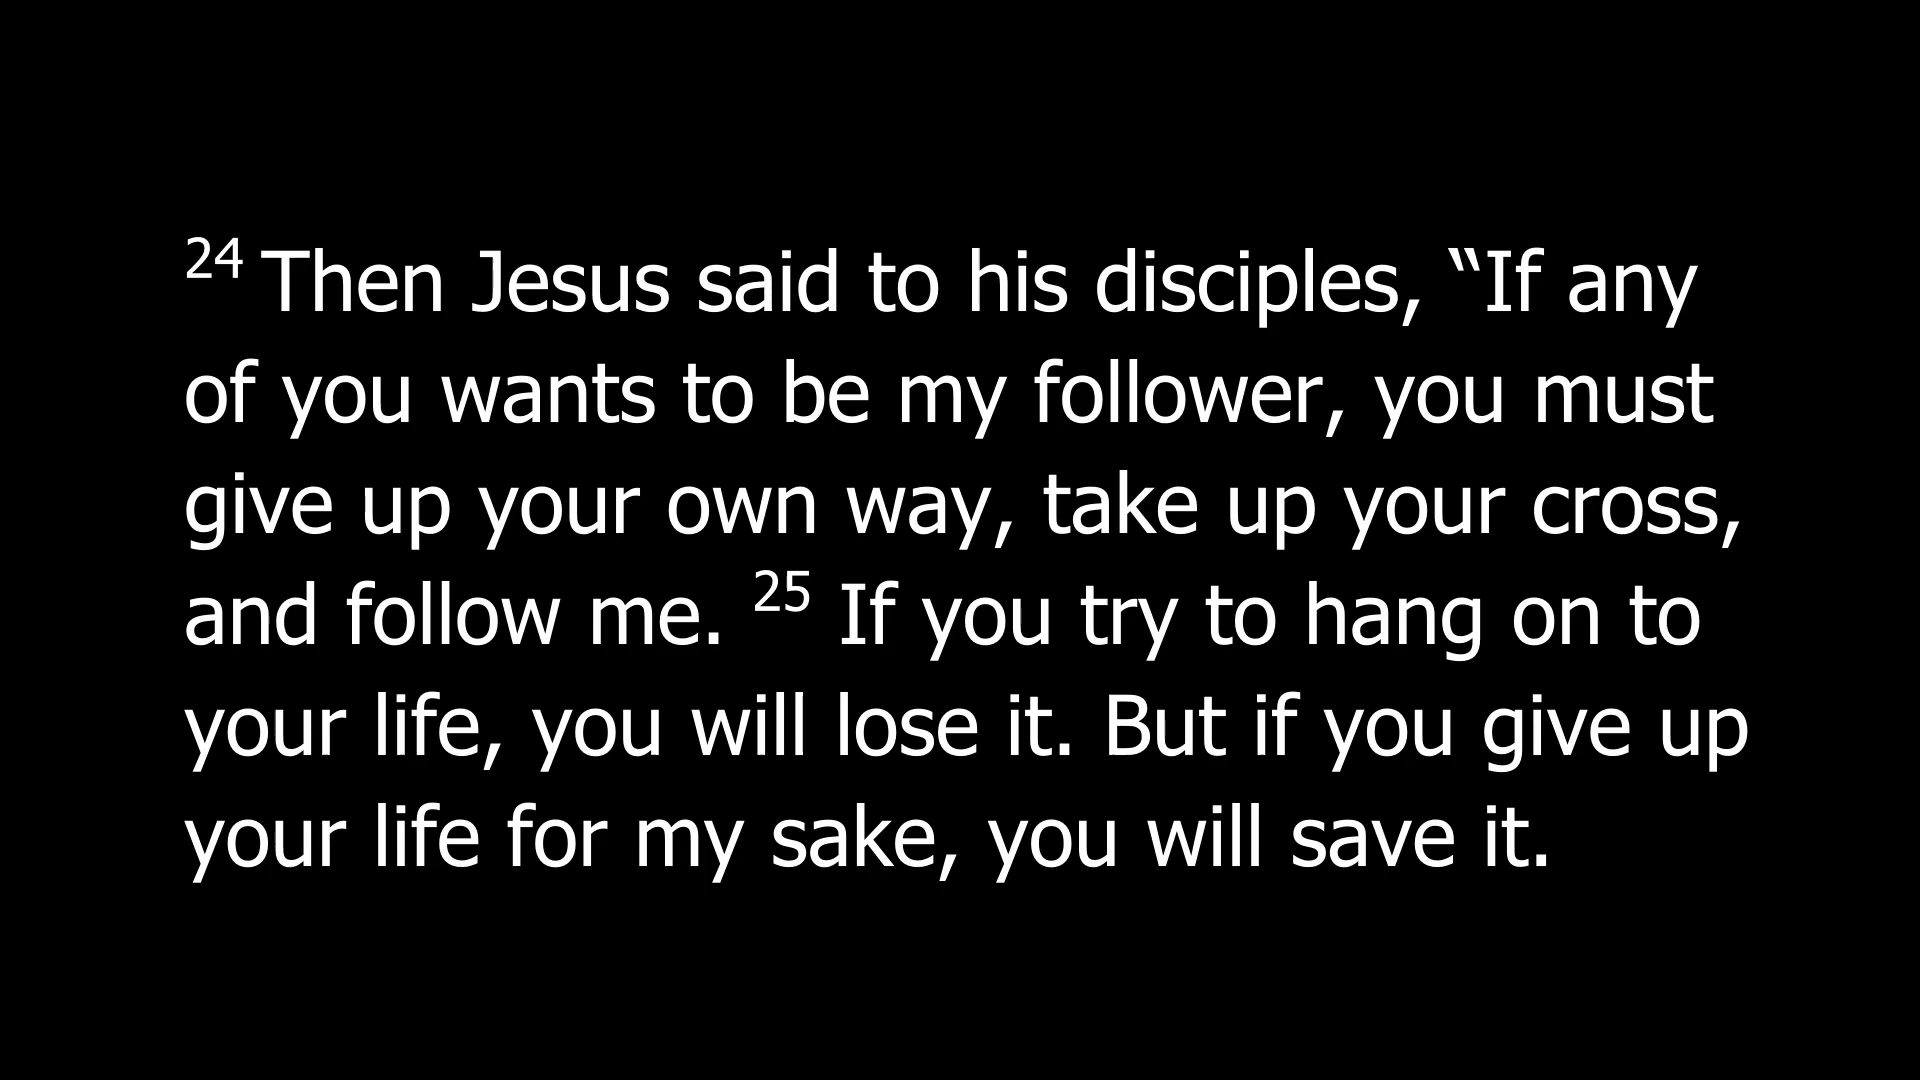 24 Then Jesus said to his disciples, “If any
of you wants to be my follower, you must
give up your own way, take up your cross,
and follow me. 25 If you try to hang on to
your life, you will lose it. But if you give up
your life for my sake, you will save it.